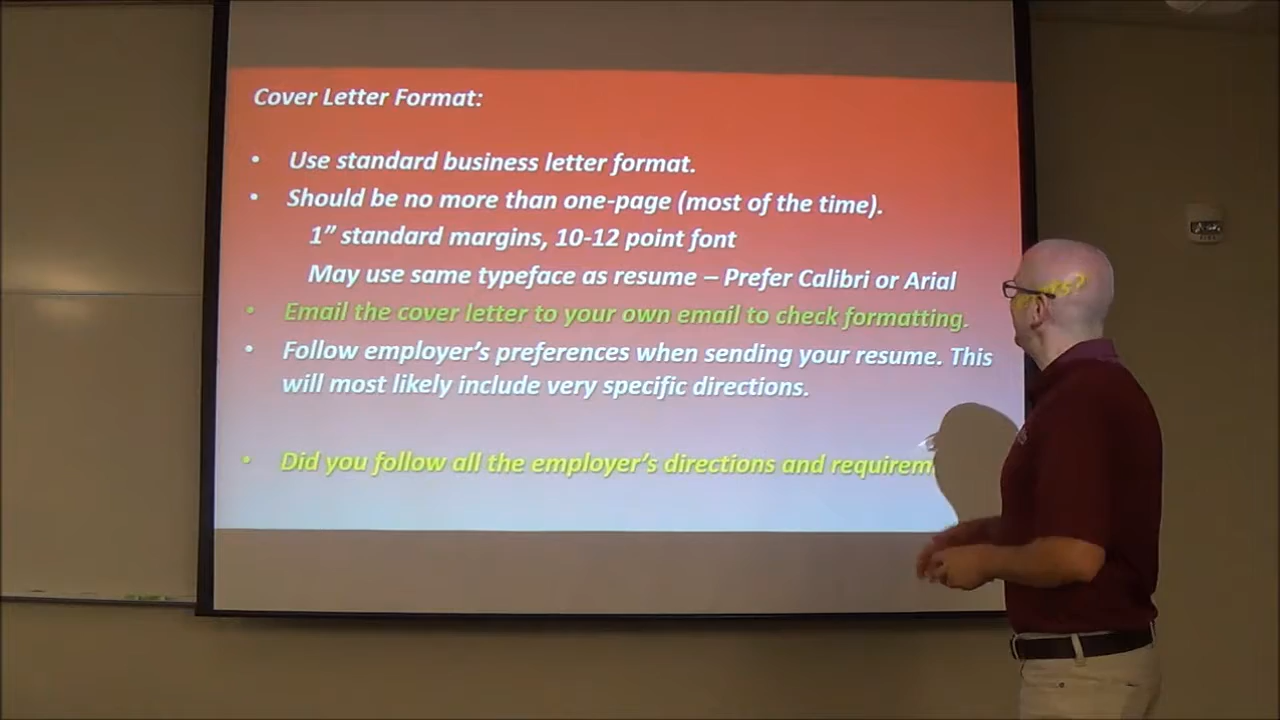 Cover Letter Format:
• Use standard business letter format.
• Should be no more than one-page (most of the time).
1” standard margins, 10-12 point font
May use same typeface as resume – Prefer Calibri or Arial
• Email the cover letter to your own email to check formatting.
• Follow employer’s preferences when sending your resume. This
will most likely include very specific directions.
• Did you follow all the employer’s directions and requirem